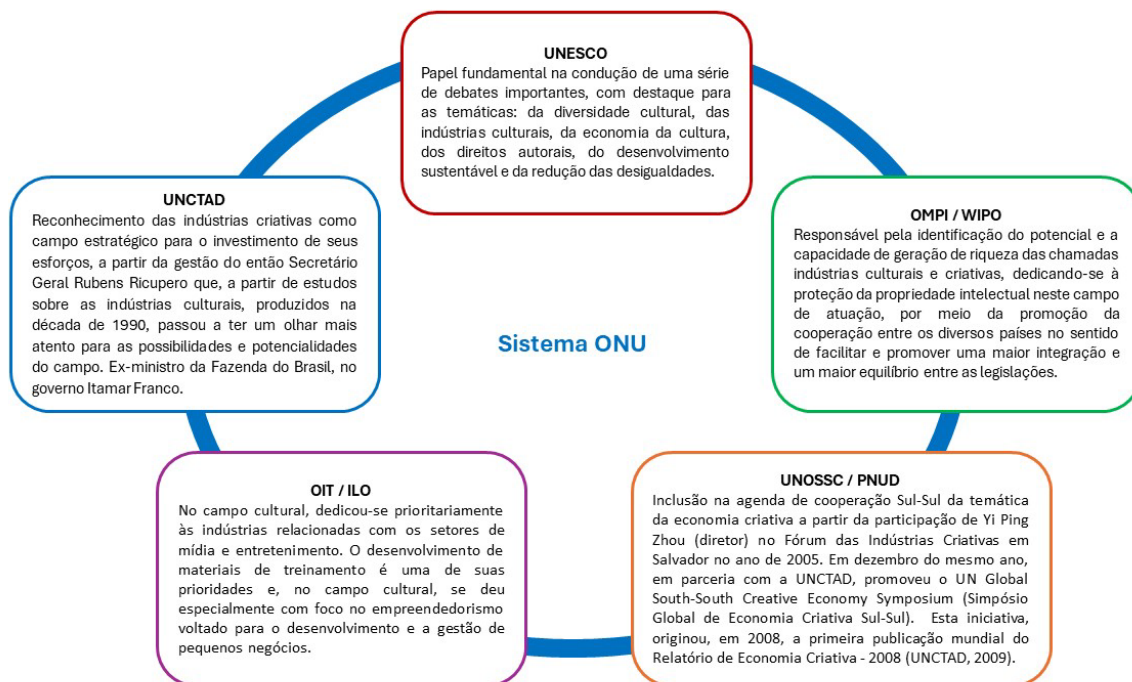 UNESCO
Papel fundamental na condução de uma série
de debates importantes, com destaque para
as temáticas: da diversidade cultural, das
indústrias culturais, da economia da cultura,
dos direitos autorais, do desenvolvimento
sustentável e da redução das desigualdades.
UNCTAD
Reconhecimento das indústrias criativas como
campo estratégico para o investimento de seus
esforços, a partir da gestão do então Secretário
Geral Rubens Ricupero que, a partir de estudos
sobre as indústrias culturais, produzidos na
década de 1990, passou a ter um olhar mais
atento para as possibilidades e potencialidades
do campo. Ex-ministro da Fazenda do Brasil, no
governo Itamar Franco.
OMPI / WIPO
Responsável pela identificação do potencial e a
capacidade de geração de riqueza das chamadas
indústrias culturais e criativas, dedicando-se à
proteção da propriedade intelectual neste campo
de atuação, por meio da promoção da
cooperação entre os diversos países no sentido
de facilitar e promover uma maior integração e
um maior equilíbrio entre as legislações.
Sistema ONU
OIT / ILO
No campo cultural, dedicou-se prioritariamente
às indústrias relacionadas com os setores de
mídia e entretenimento. O desenvolvimento de
materiais de treinamento é uma de suas
prioridades e, no campo cultural, se deu
especialmente com foco no empreendedorismo
voltado para o desenvolvimento e a gestão de
pequenos negócios.
UNOSSC / PNUD
Inclusão na agenda de cooperação Sul-Sul da temática
da economia criativa a partir da participação de Yi Ping
Zhou (diretor) no Fórum das Indústrias Criativas em
Salvador no ano de 2005. Em dezembro do mesmo ano,
em parceria com a UNCTAD, promoveu o UN Global
South-South Creative Economy Symposium (Simpósio
Global de Economia Criativa Sul-Sul). Esta iniciativa,
originou, em 2008, a primeira publicação mundial do
Relatório de Economia Criativa - 2008 (UNCTAD, 2009).